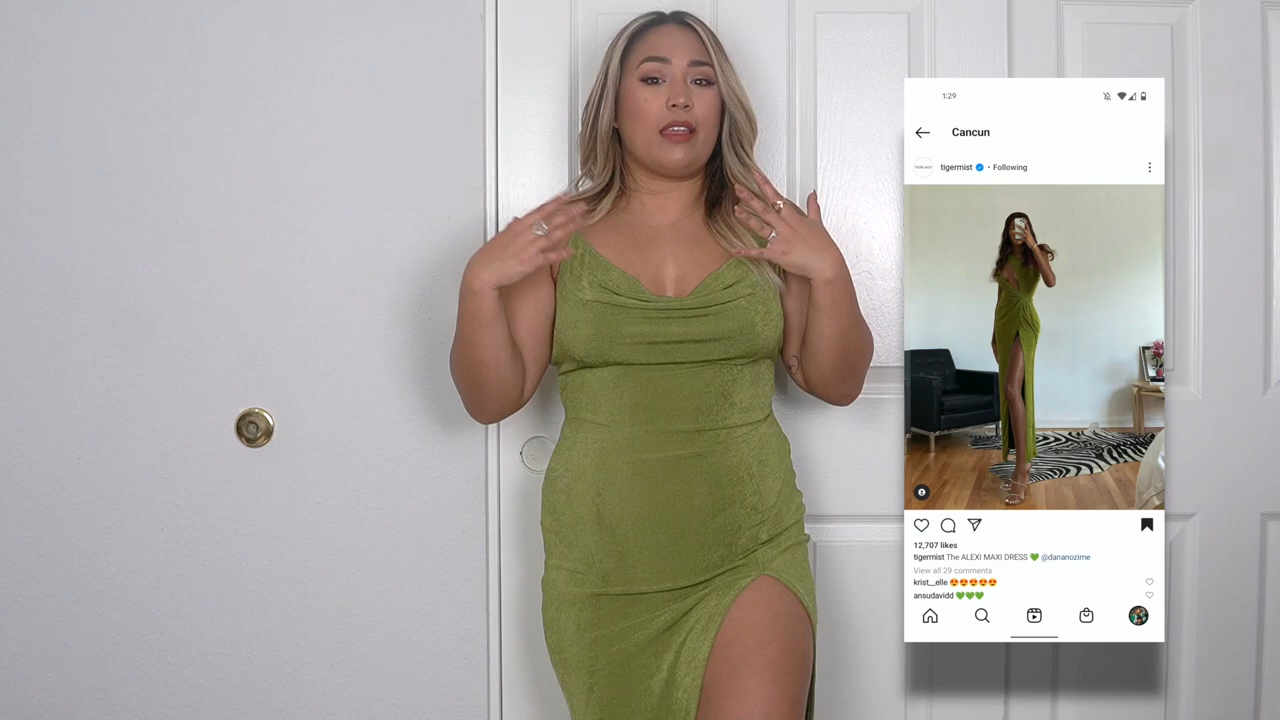 1:29
Cancun
tigermist • Following
12,707 likes
tigermist The ALEXI MAXI DRESS 💚 @dananozime
View all 29 comments
krist__elle 😍😍😍😍😍
ansudavidd 💚💚💚